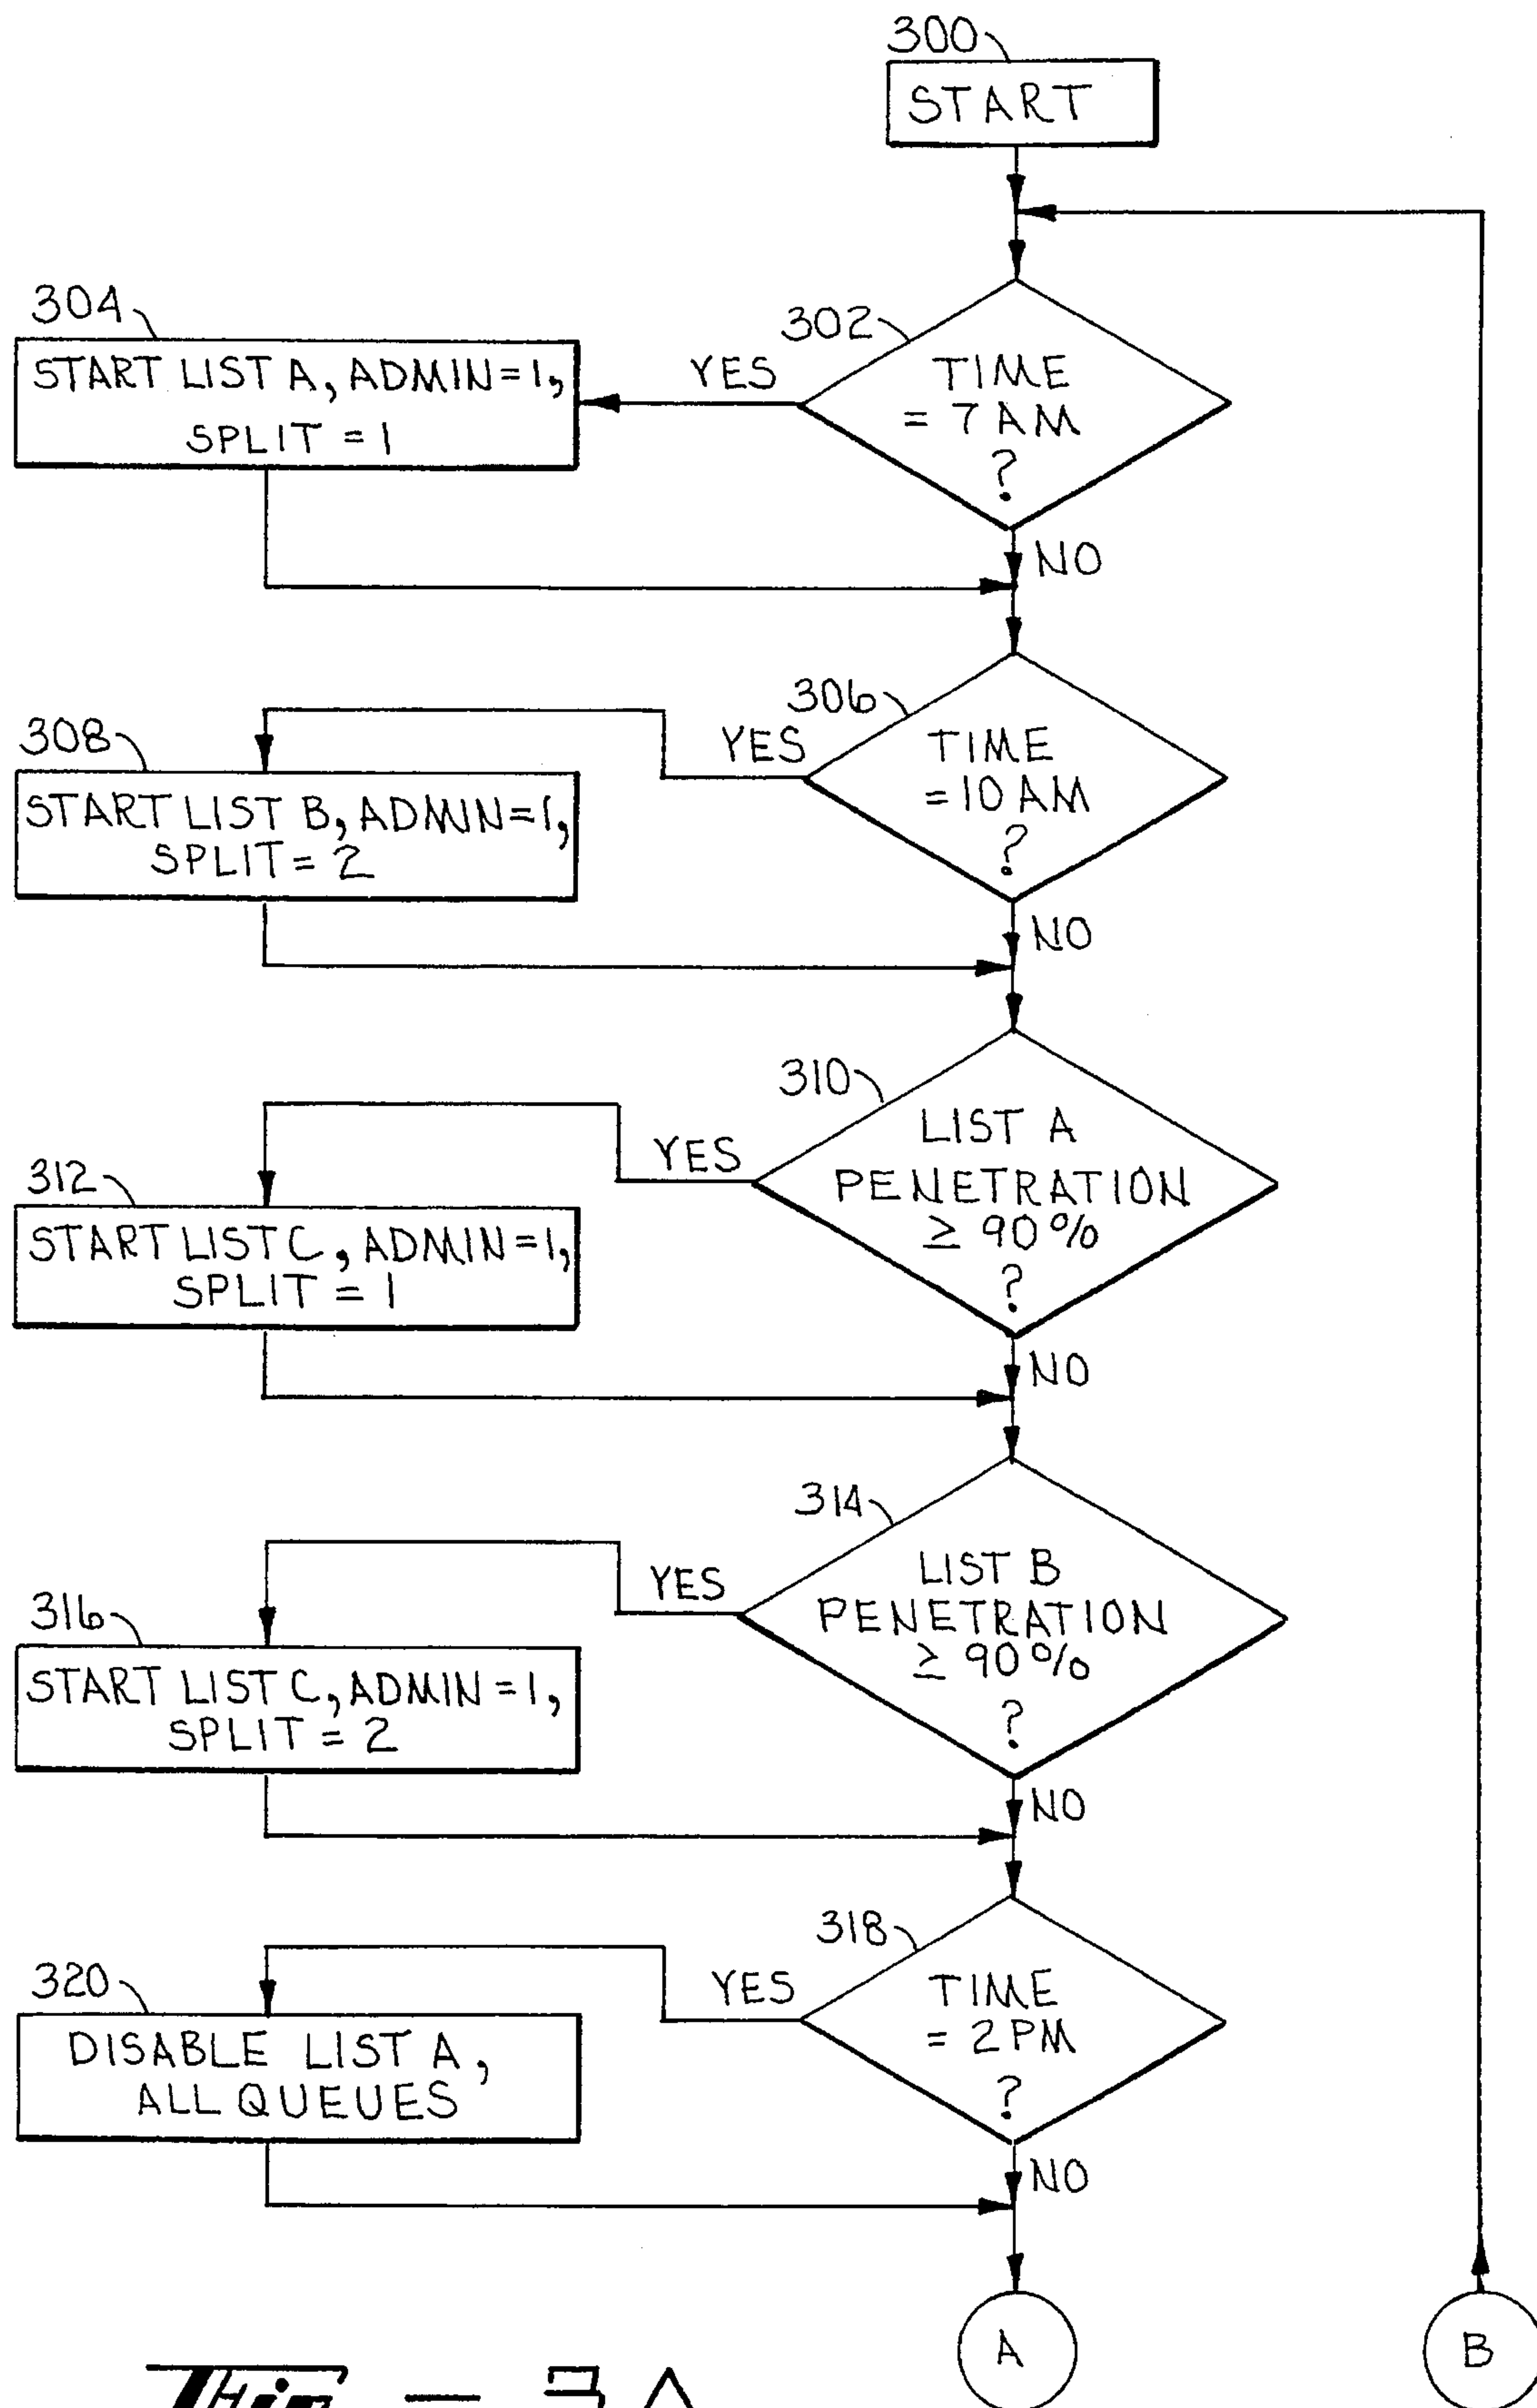 300
START
302
TIME
= 7 AM
?
YES
NO
304
START LIST A, ADMIN=1,
SPLIT = 1
306
TIME
=10 AM
?
YES
NO
308
START LIST B, ADMIN=1,
SPLIT = 2
310
LIST A
PENETRATION
≥ 90%
?
YES
NO
312
START LIST C, ADMIN=1,
SPLIT = 1
314
LIST B
PENETRATION
≥ 90%
?
YES
NO
316
START LIST C, ADMIN=1,
SPLIT = 2
318
TIME
= 2 PM
?
YES
NO
320
DISABLE LIST A,
ALL QUEUES
A
B